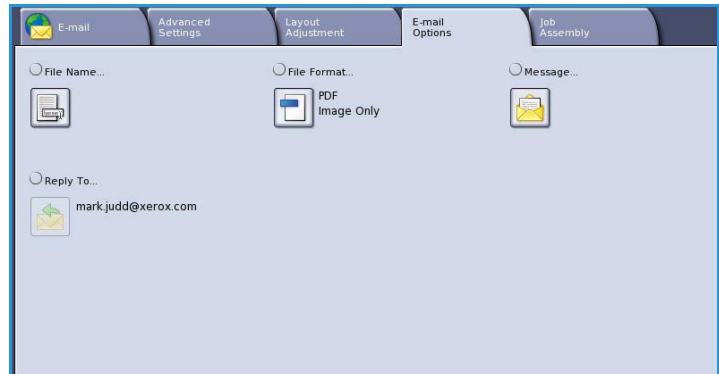 E-mail
Advanced
Settings
Layout
Adjustment
E-mail
Options
Job
Assembly
File Name...
File Format...
Message...
PDF
Image Only
Reply To...
mark.judd@xerox.com